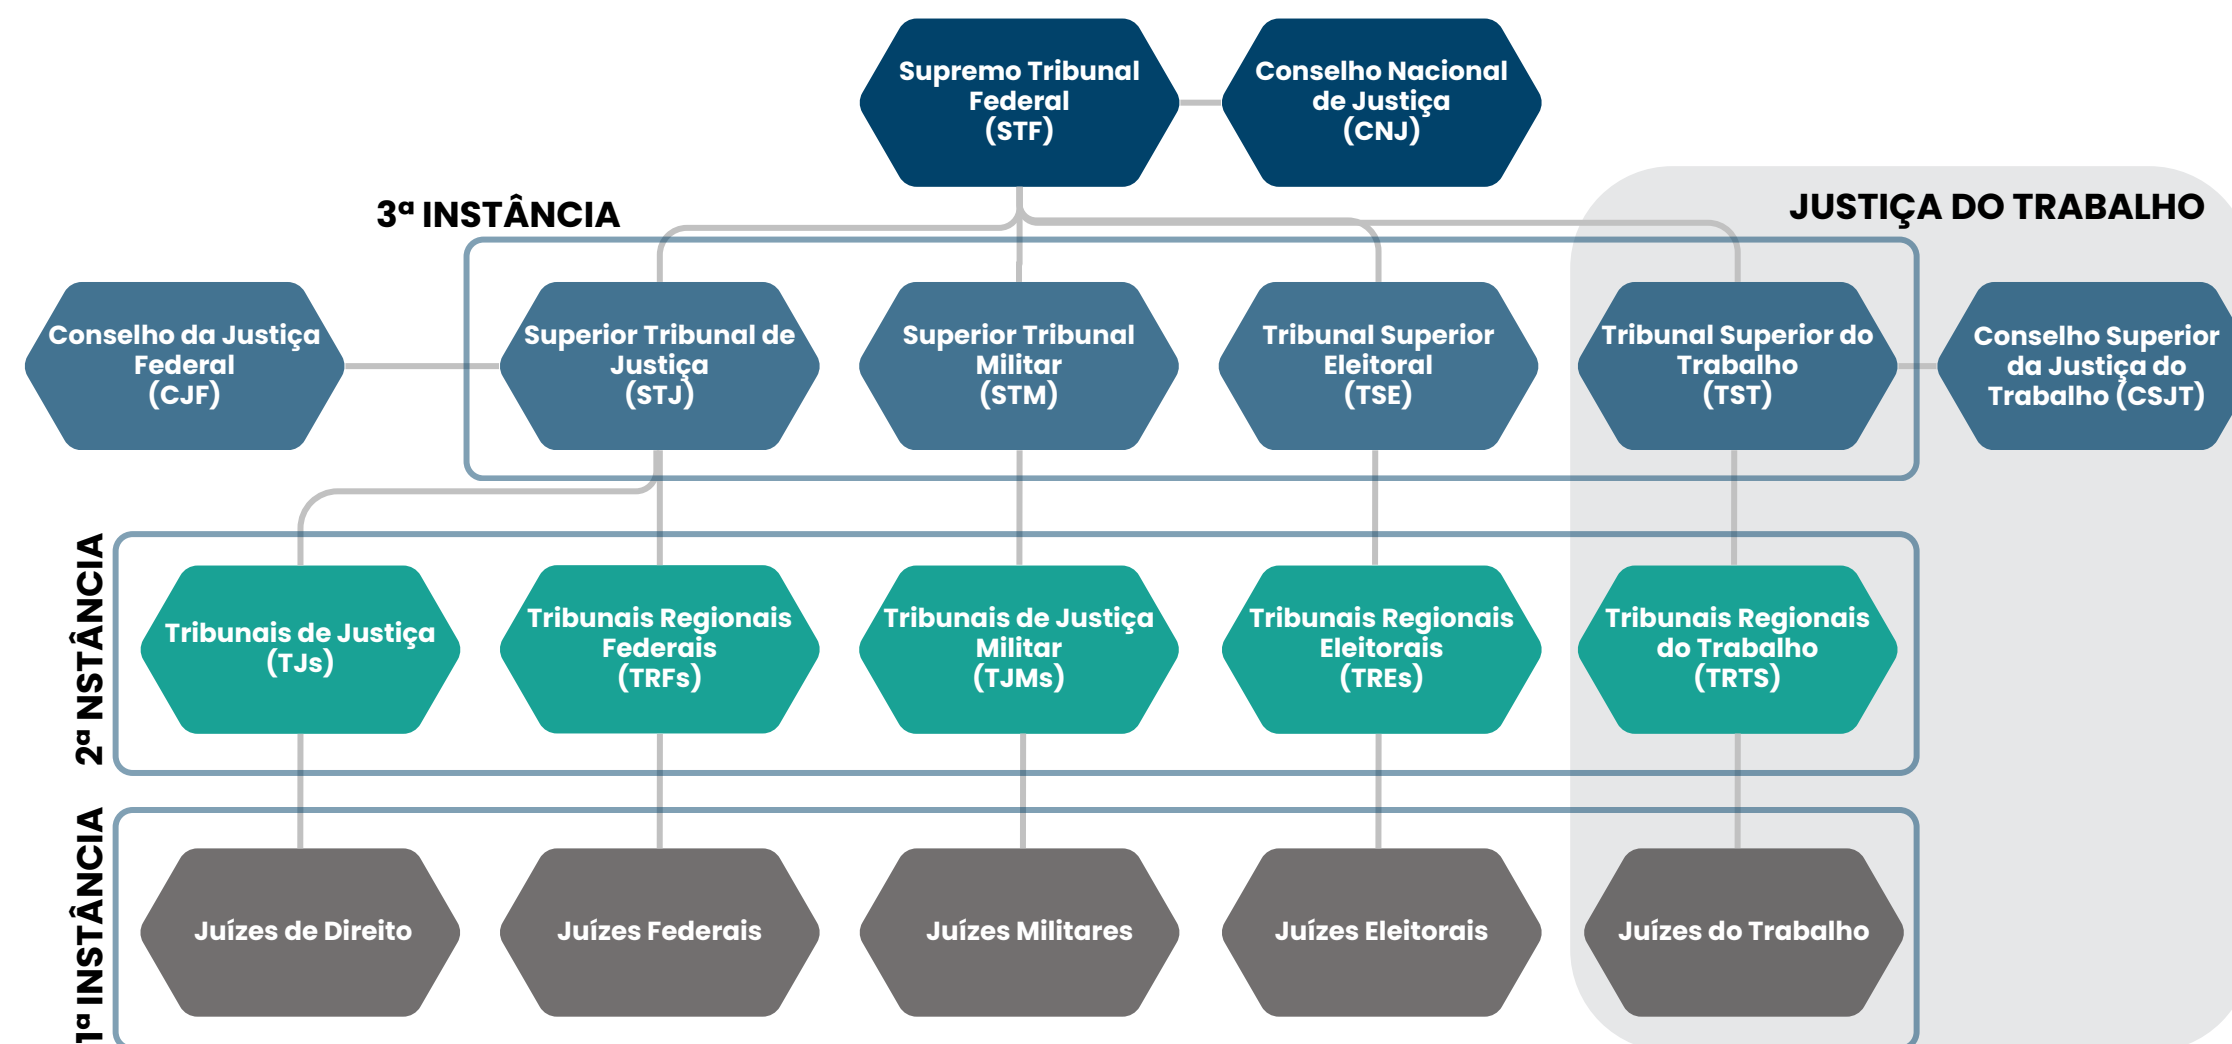 Supremo Tribunal
Federal
(STF)
Conselho Nacional
de Justiça
(CNJ)
3ª INSTÂNCIA
JUSTIÇA DO TRABALHO
Conselho da Justiça
Federal
(CJF)
Superior Tribunal de
Justiça
(STJ)
Superior Tribunal
Militar
(STM)
Tribunal Superior
Eleitoral
(TSE)
Tribunal Superior do
Trabalho
(TST)
Conselho Superior
da Justiça do
Trabalho (CSJT)
2ª NSTÂNCIA
Tribunais de Justiça
(TJs)
Tribunais Regionais
Federais
(TRFs)
Tribunais de Justiça
Militar
(TJMs)
Tribunais Regionais
Eleitorais
(TREs)
Tribunais Regionais
do Trabalho
(TRTS)
1ª INSTÂNCIA
Juízes de Direito
Juízes Federais
Juízes Militares
Juízes Eleitorais
Juízes do Trabalho